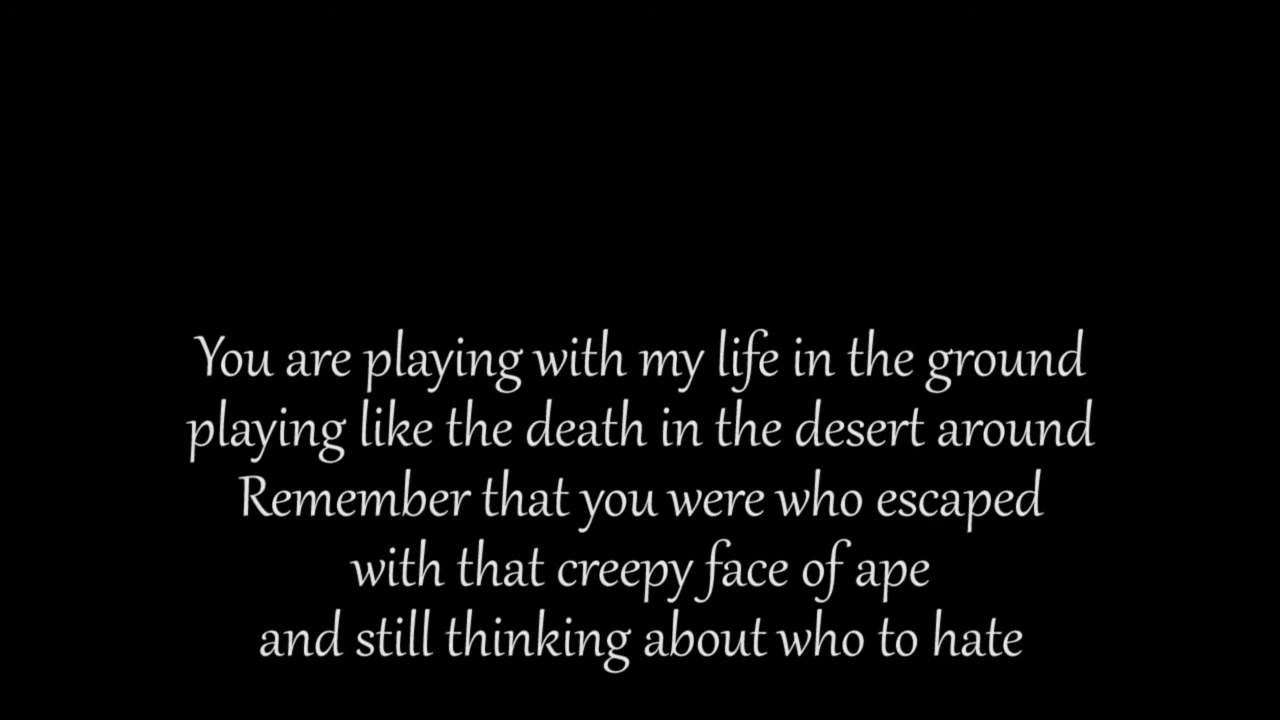 You are playing with my life in the ground
playing like the death in the desert around
Remember that you were who escaped
with that creepy face of ape
and still thinking about who to hate